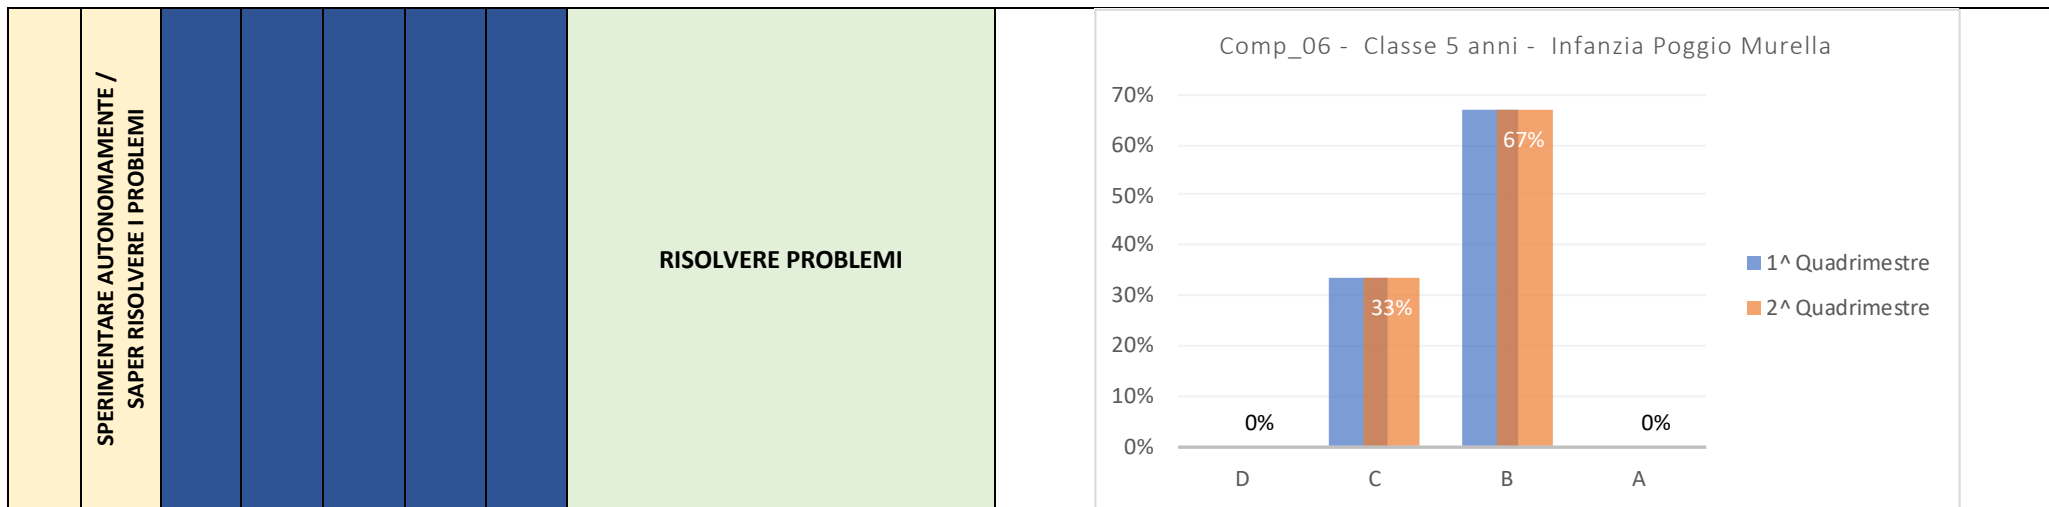 SPERIMENTARE AUTONOMAMENTE /
SAPER RISOLVERE I PROBLEMI
RISOLVERE PROBLEMI
Comp_06 - Classe 5 anni - Infanzia Poggio Murella
70%
60%
50%
40%
30%
20%
10%
0%
0%
33%
67%
0%
D
C
B
A
1^ Quadrimestre
2^ Quadrimestre